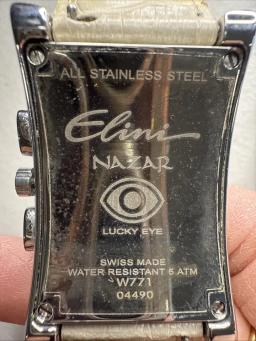 ALL STAINLESS STEEL
Elini
NAZAR
LUCKY EYE
SWISS MADE
WATER RESISTANT 5 ATM
W771
04490